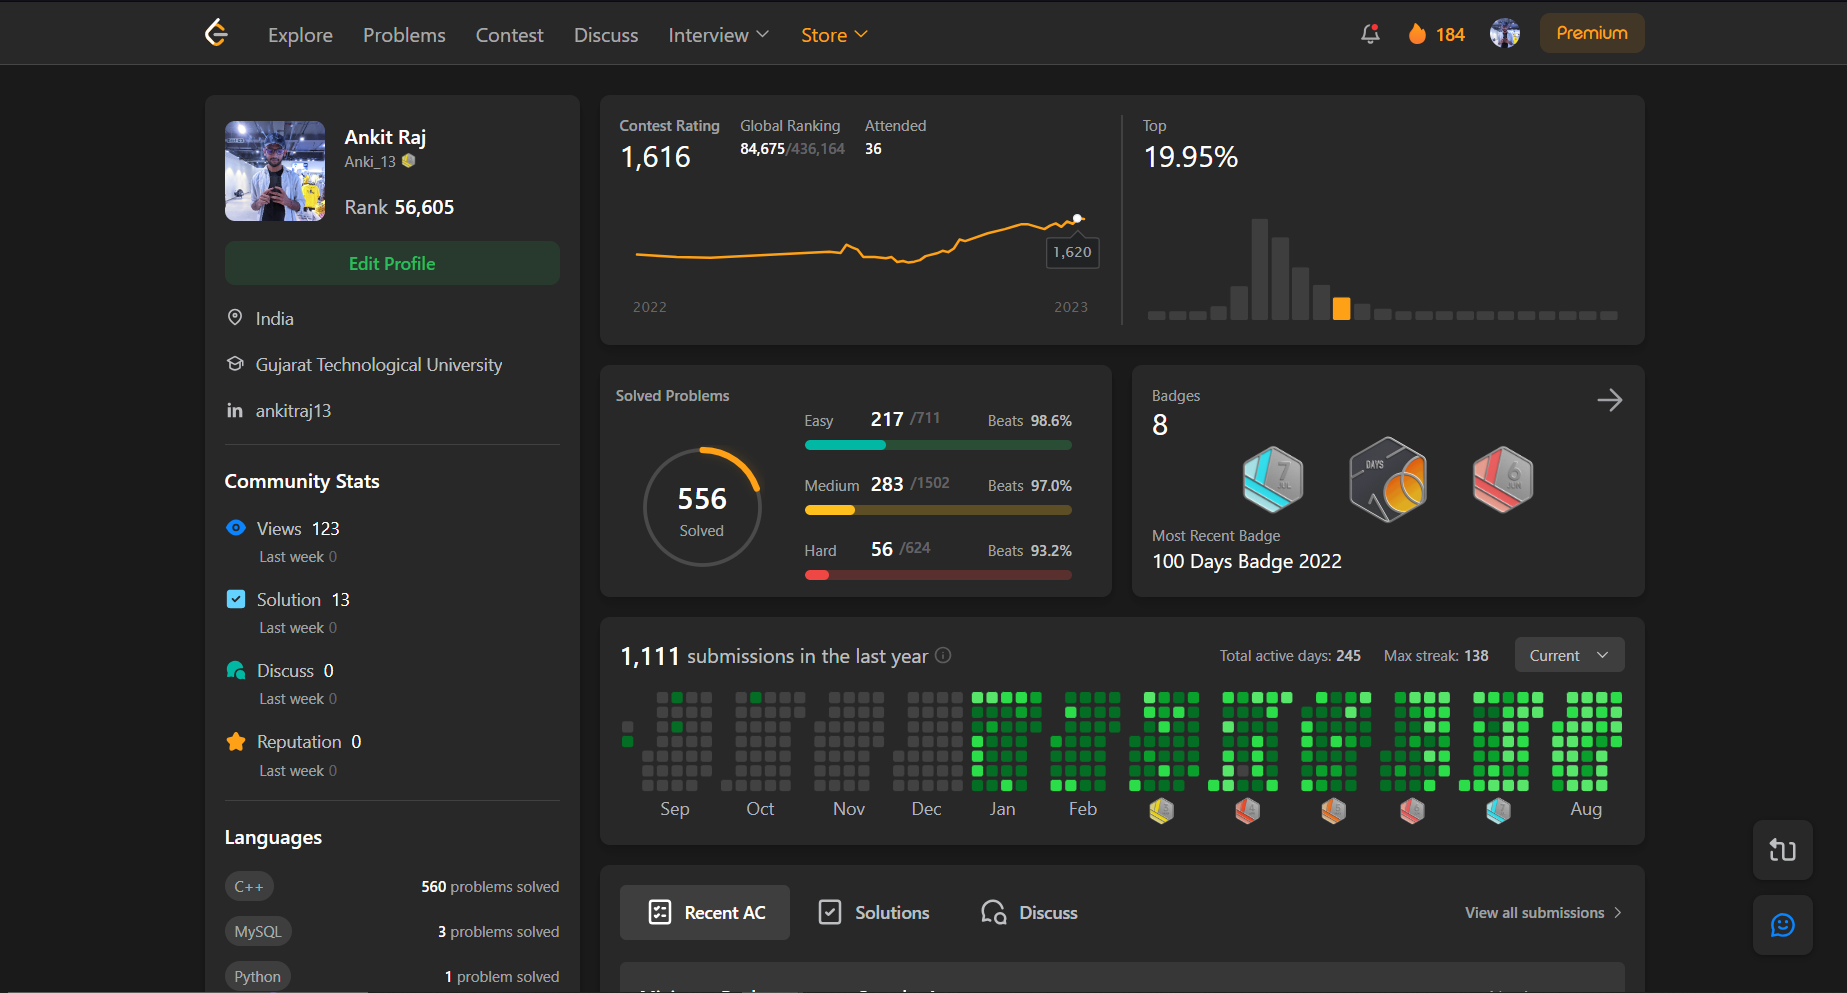 Explore Problems Contest Discuss Interview Store 184 Premium
Ankit Raj
Anki_13
Rank 56,605
Edit Profile
India
Gujarat Technological University
in ankitraj13
Community Stats
Views 123
Last week 0
Solution 13
Last week 0
Discuss 0
Last week 0
Reputation 0
Last week 0
Languages
C++ 560 problems solved
MySQL 3 problems solved
Python 1 problem solved
Contest Rating
1,616
Global Ranking
84,675/436,164
Attended
36
1,620
2022 2023
Top
19.95%
Solved Problems
556
Solved
Easy 217 /711 Beats 98.6%
Medium 283 /1502 Beats 97.0%
Hard 56 /624 Beats 93.2%
Badges
8
7
JUL
DAYS
6
JUN
Most Recent Badge
100 Days Badge 2022
1,111 submissions in the last year
Total active days: 245 Max streak: 138 Current
Sep Oct Nov Dec Jan Feb Aug
Recent AC Solutions Discuss View all submissions